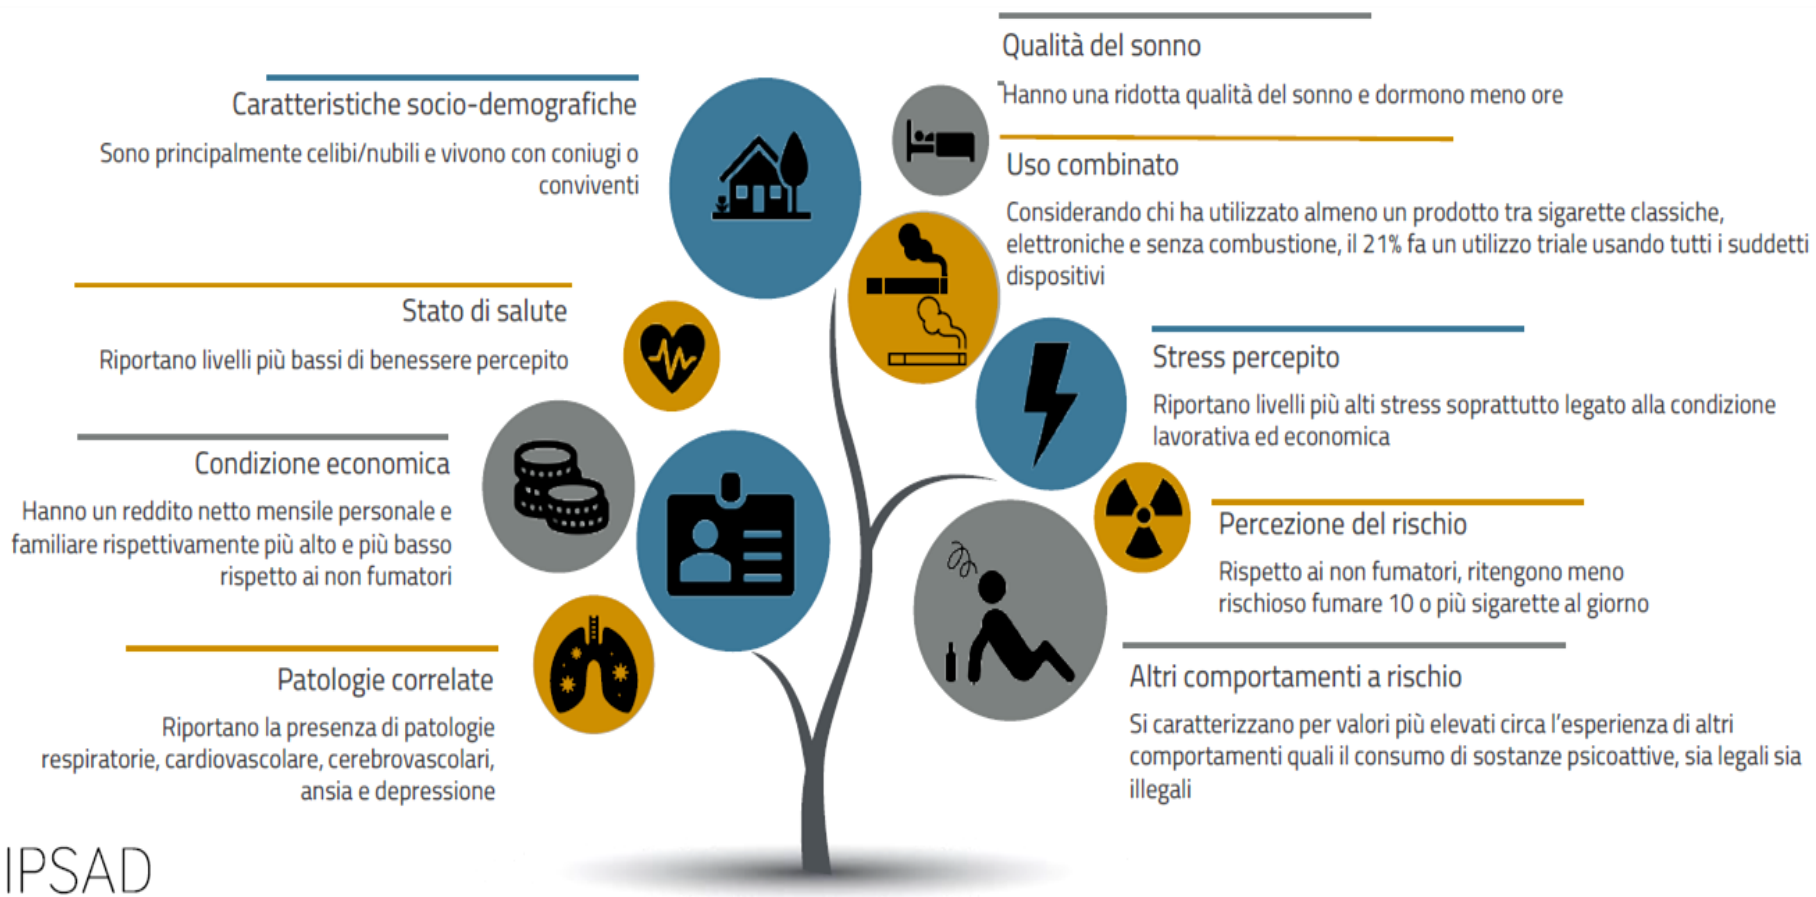 Caratteristiche socio-demografiche
Sono principalmente celibi/nubili e vivono con coniugi o
conviventi
Stato di salute
Riportano livelli più bassi di benessere percepito
Condizione economica
Hanno un reddito netto mensile personale e
familiare rispettivamente più alto e più basso
rispetto ai non fumatori
Patologie correlate
Riportano la presenza di patologie
respiratorie, cardiovascolare, cerebrovascolari,
ansia e depressione
IPSAD
Qualità del sonno
Hanno una ridotta qualità del sonno e dormono meno ore
Uso combinato
Considerando chi ha utilizzato almeno un prodotto tra sigarette classiche,
elettroniche e senza combustione, il 21% fa un utilizzo triale usando tutti i suddetti
dispositivi
Stress percepito
Riportano livelli più alti stress soprattutto legato alla condizione
lavorativa ed economica
Percezione del rischio
Rispetto ai non fumatori, ritengono meno
rischioso fumare 10 o più sigarette al giorno
Altri comportamenti a rischio
Si caratterizzano per valori più elevati circa l'esperienza di altri
comportamenti quali il consumo di sostanze psicoattive, sia legali sia
illegali